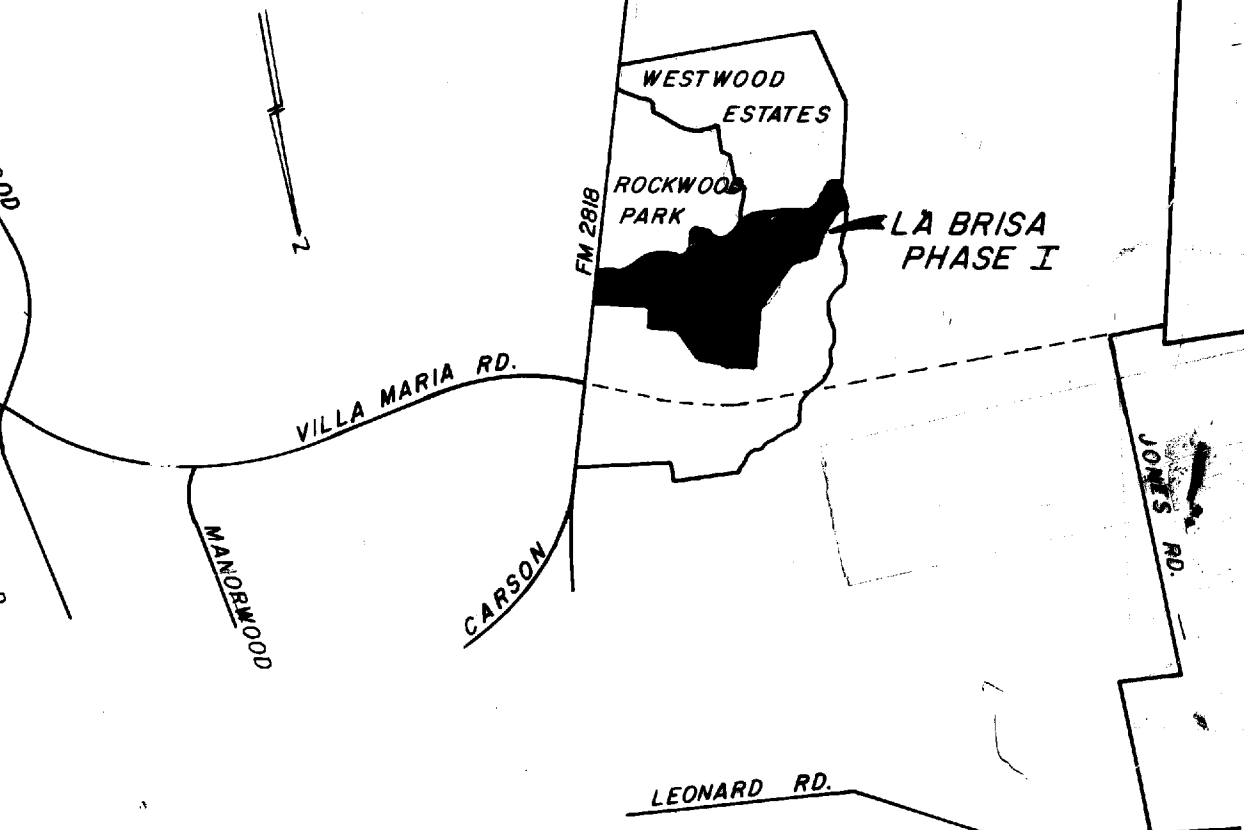 WESTWOOD
ESTATES
ROCKWOOD
PARK
FM 2818
LA BRISA
PHASE I
VILLA MARIA RD.
MANORWOOD
CARSON
JONES RD.
LEONARD RD.
N